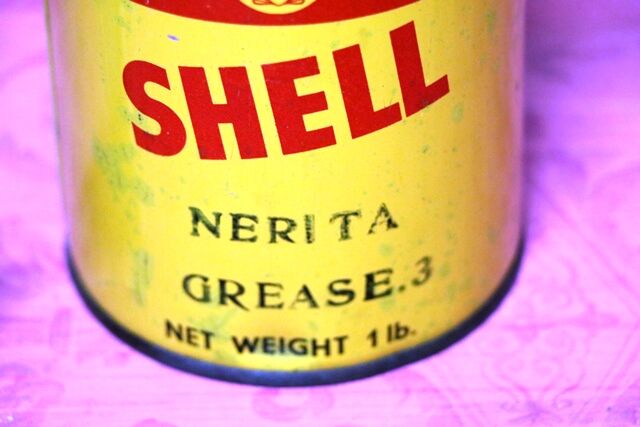 SHELL
NERITA
GREASE.3
NET WEIGHT 1 lb.